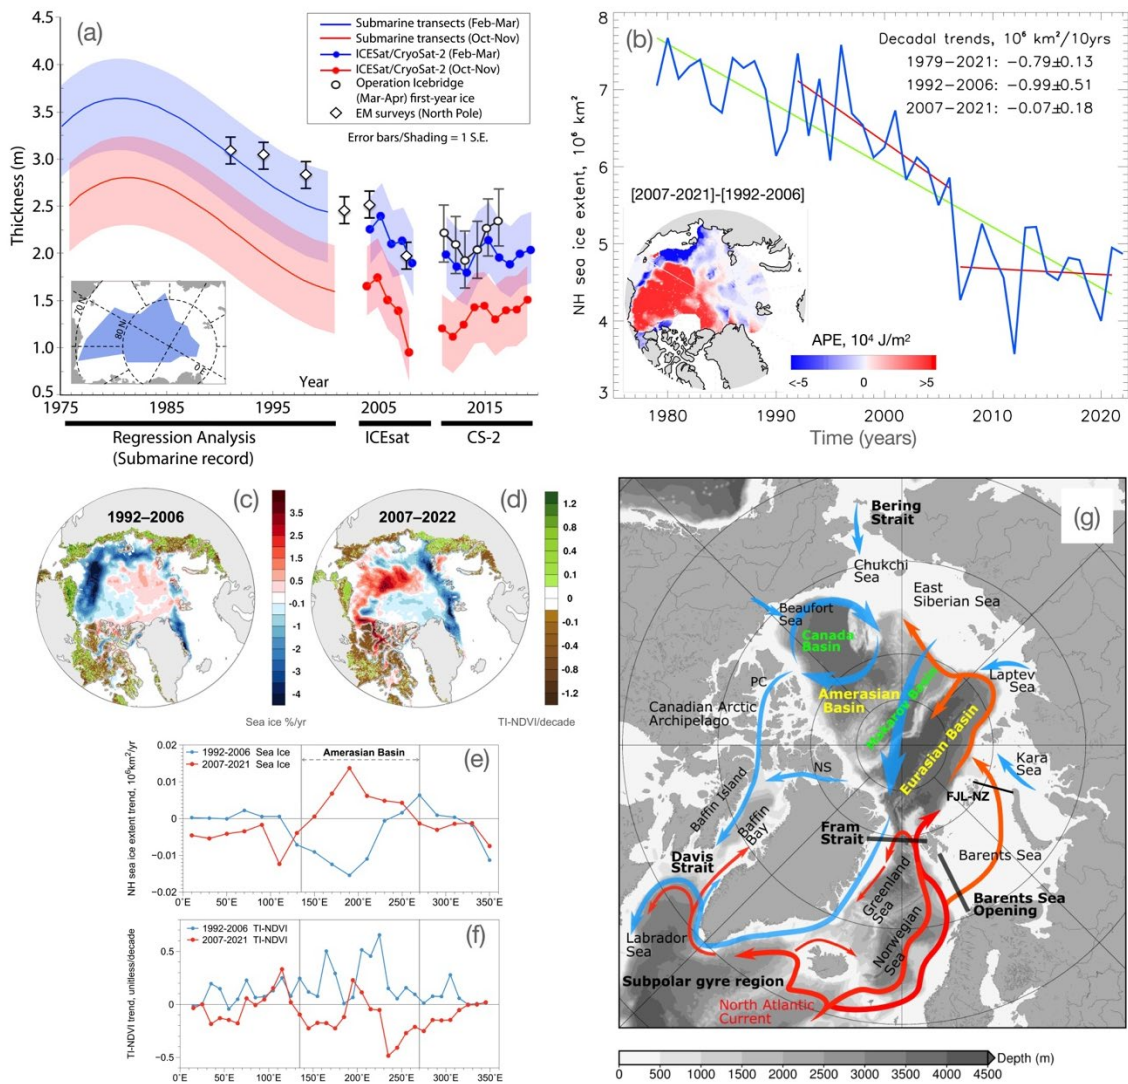 (a)
Submarine transects (Feb-Mar)
Submarine transects (Oct-Nov)
ICESat/CryoSat-2 (Feb-Mar)
ICESat/CryoSat-2 (Oct-Nov)
Operation Icebridge
(Mar-Apr) first-year ice
EM surveys (North Pole)
Error bars/Shading = 1 S.E.
Thickness (m)
4.5
4.0
3.5
3.0
2.5
2.0
1.5
1.0
0.5
70 N
80 N
Year
1975
1985
1995
2005
2015
Regression Analysis
(Submarine record)
ICEsat
CS-2
(b)
Decadal trends, 10⁶ km²/10yrs
1979−2021: −0.79±0.13
1992−2006: −0.99±0.51
2007−2021: −0.07±0.18
NH sea ice extent, 10⁶ km²
8
7
6
5
4
3
[2007-2021]-[1992-2006]
APE, 10⁴ J/m²
<-5
0
>5
1980
1990
2000
2010
2020
Time (years)
(c)
1992–2006
4.5
3.5
2.5
1
.1
-.1
-1
-2
-3
-4
Sea ice %/yr
(d)
2007–2022
1.2
0.8
0.4
0.1
0
-0.1
-0.4
-0.8
-1.2
TI-NDVI/decade
(e)
1992–2006 Sea Ice
2007–2021 Sea Ice
Amerasian Basin
NH sea ice extent trend, 10⁶km²/yr
0.02
0.01
0
-0.01
-0.02
0°E
50°E
100°E
150°E
200°E
250°E
300°E
350°E
(f)
1992–2006 TI-NDVI
2007–2021 TI-NDVI
TI-NDVI trend, unitless/decade
0.5
0
-0.5
0°E
50°E
100°E
150°E
200°E
250°E
300°E
350°E
(g)
Bering
Strait
Chukchi
Sea
East
Siberian Sea
Beaufort
Sea
Canada
Basin
Laptev
Sea
PC
Amerasian
Basin
Makarov Basin
Canadian Arctic
Archipelago
Eurasian Basin
Kara
Sea
NS
FJL-NZ
Baffin Island
Baffin
Bay
Fram
Strait
Barents Sea
Davis
Strait
Greenland
Sea
Barents Sea
Opening
Norwegian
Sea
Labrador
Sea
Subpolar gyre region
North Atlantic
Current
Depth (m)
0
500
1000
1500
2000
2500
3000
3500
4000
4500